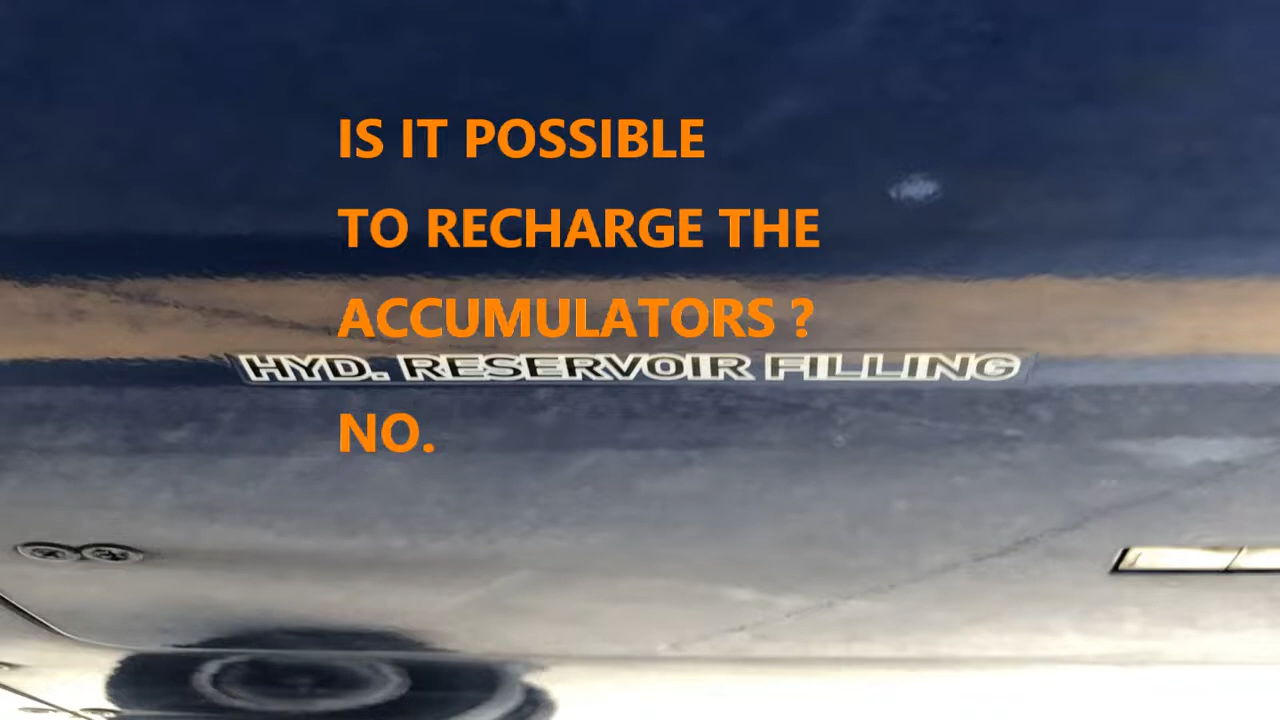 IS IT POSSIBLE
TO RECHARGE THE
ACCUMULATORS ?
HYD. RESERVOIR FILLING
NO.